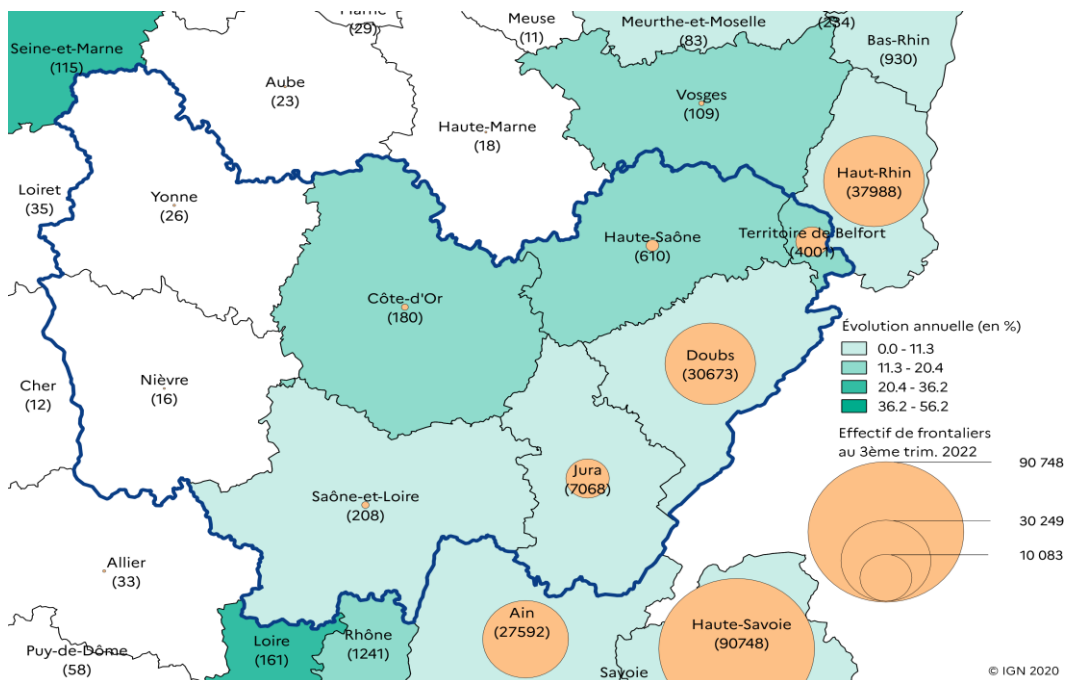 Marne
(29)
Meuse
(11)
Meurthe-et-Moselle
(83)
(234)
Bas-Rhin
(930)
Seine-et-Marne
(115)
Aube
(23)
Haute-Marne
(18)
Vosges
(109)
Haut-Rhin
(37988)
Loiret
(35)
Yonne
(26)
Haute-Saône
(610)
Territoire de Belfort
(4001)
Côte-d'Or
(180)
Doubs
(30673)
Cher
(12)
Nièvre
(16)
Jura
(7068)
Saône-et-Loire
(208)
Allier
(33)
Puy-de-Dôme
(58)
Loire
(161)
Rhône
(1241)
Ain
(27592)
Haute-Savoie
(90748)
Savoie
Évolution annuelle (en %)
0.0 - 11.3
11.3 - 20.4
20.4 - 36.2
36.2 - 56.2
Effectif de frontaliers
au 3ème trim. 2022
90 748
30 249
10 083
© IGN 2020